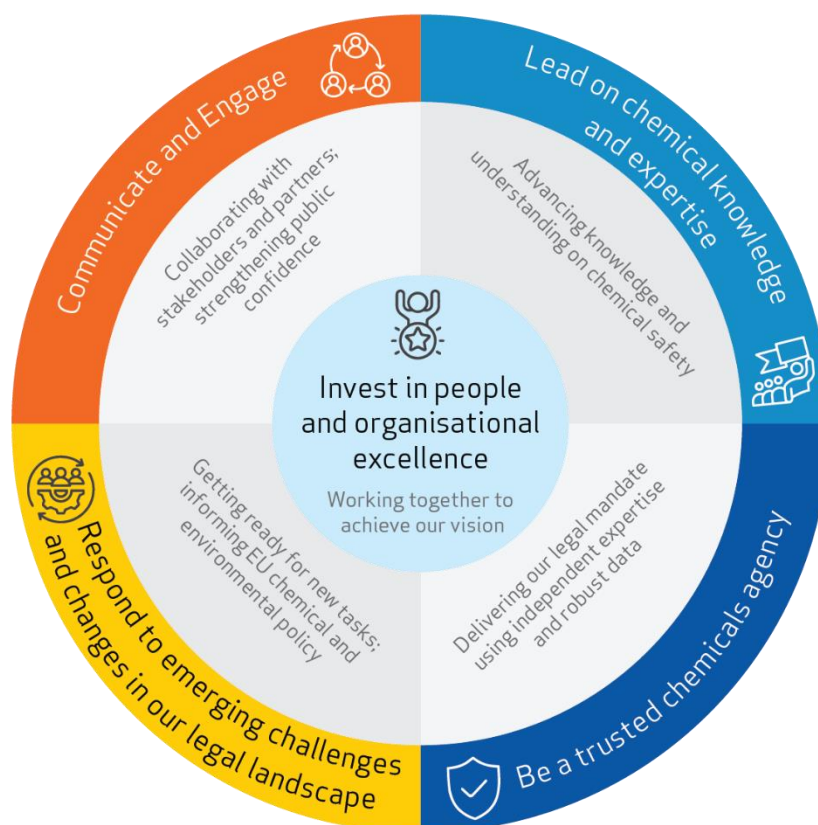 Communicate and Engage
Collaborating with
stakeholders and partners;
strengthening public
confidence
Lead on chemical knowledge
and expertise
Advancing knowledge and
understanding on chemical safety
Invest in people
and organisational
excellence
Working together to
achieve our vision
Respond to emerging challenges
and changes in our legal landscape
Getting ready for new tasks;
informing EU chemical and
environmental policy
Be a trusted chemicals agency
Delivering our legal mandate
using independent expertise
and robust data